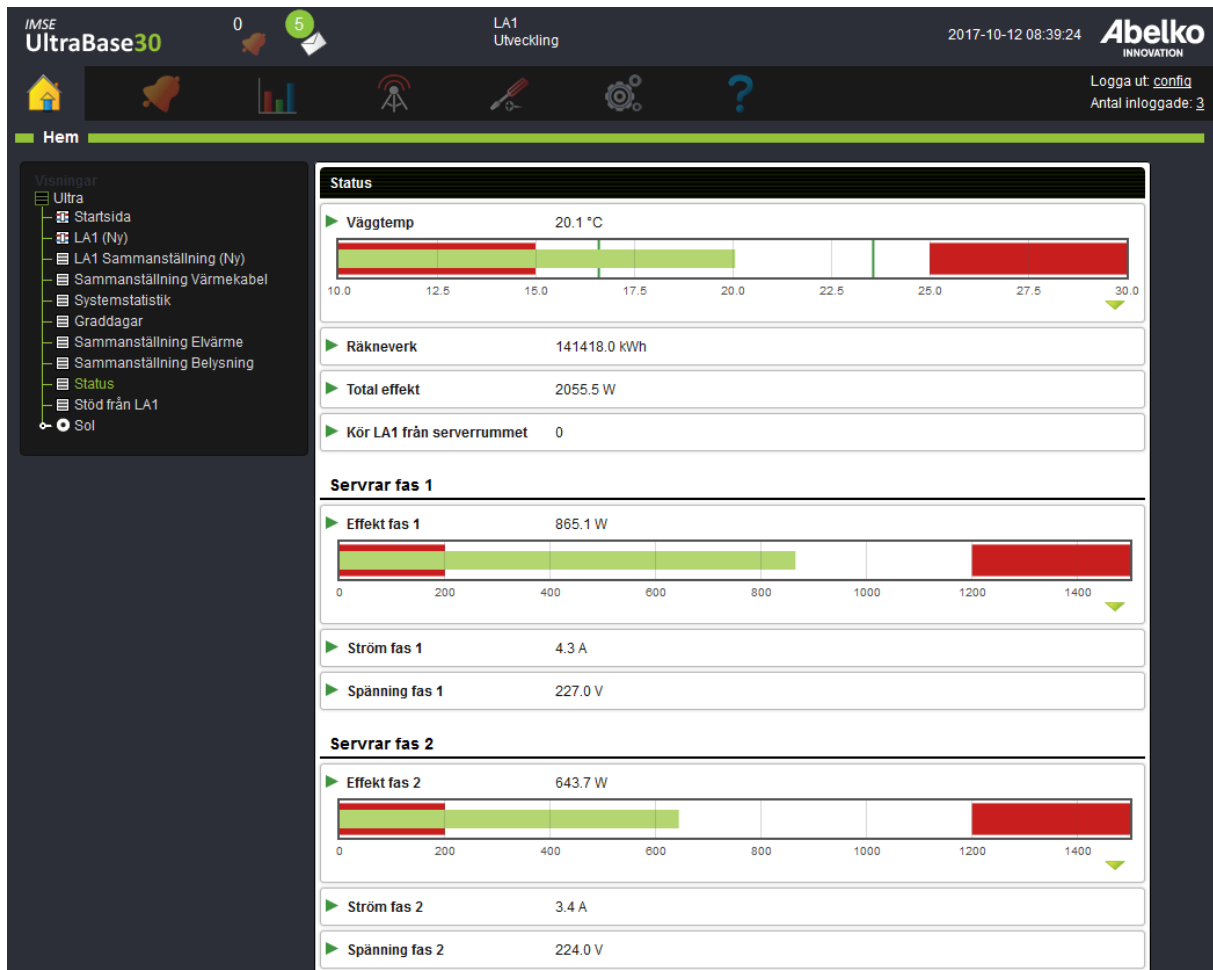 IMSE
UltraBase30
0
5
LA1
Utveckling
2017-10-12 08:39:24
Abelko
INNOVATION
Logga ut: config
Antal inloggade: 3
Hem
Visningar
Ultra
Startsida
LA1 (Ny)
LA1 Sammanställning (Ny)
Sammanställning Värmekabel
Systemstatistik
Graddagar
Sammanställning Elvärme
Sammanställning Belysning
Status
Stöd från LA1
Sol
Status
Väggtemp 20.1 °C
10.0 12.5 15.0 17.5 20.0 22.5 25.0 27.5 30.0
Räkneverk 141418.0 kWh
Total effekt 2055.5 W
Kör LA1 från serverrummet 0
Servrar fas 1
Effekt fas 1 865.1 W
0 200 400 600 800 1000 1200 1400
Ström fas 1 4.3 A
Spänning fas 1 227.0 V
Servrar fas 2
Effekt fas 2 643.7 W
0 200 400 600 800 1000 1200 1400
Ström fas 2 3.4 A
Spänning fas 2 224.0 V